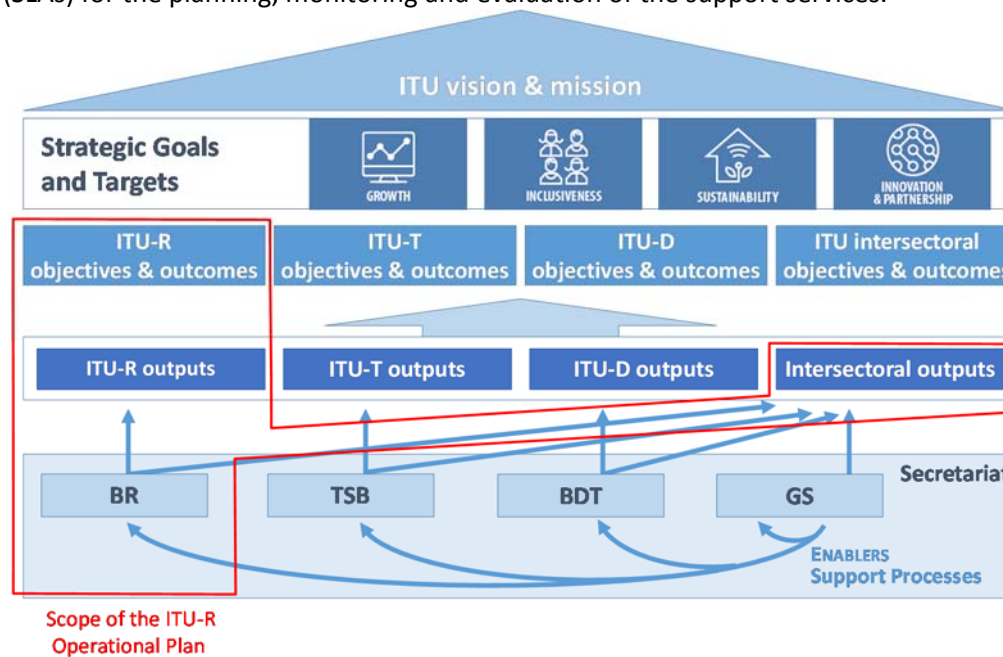 (SLAs) for the planning, monitoring and evaluation of the support services.
ITU vision & mission
Strategic Goals
and Targets
GROWTH
INCLUSIVENESS
SUSTAINABILITY
INNOVATION
& PARTNERSHIP
ITU-R
objectives & outcomes
ITU-T
objectives & outcomes
ITU-D
objectives & outcomes
ITU intersectoral
objectives & outcomes
ITU-R outputs
ITU-T outputs
ITU-D outputs
Intersectoral outputs
Secretariat
BR
TSB
BDT
GS
ENABLERS
Support Processes
Scope of the ITU-R
Operational Plan